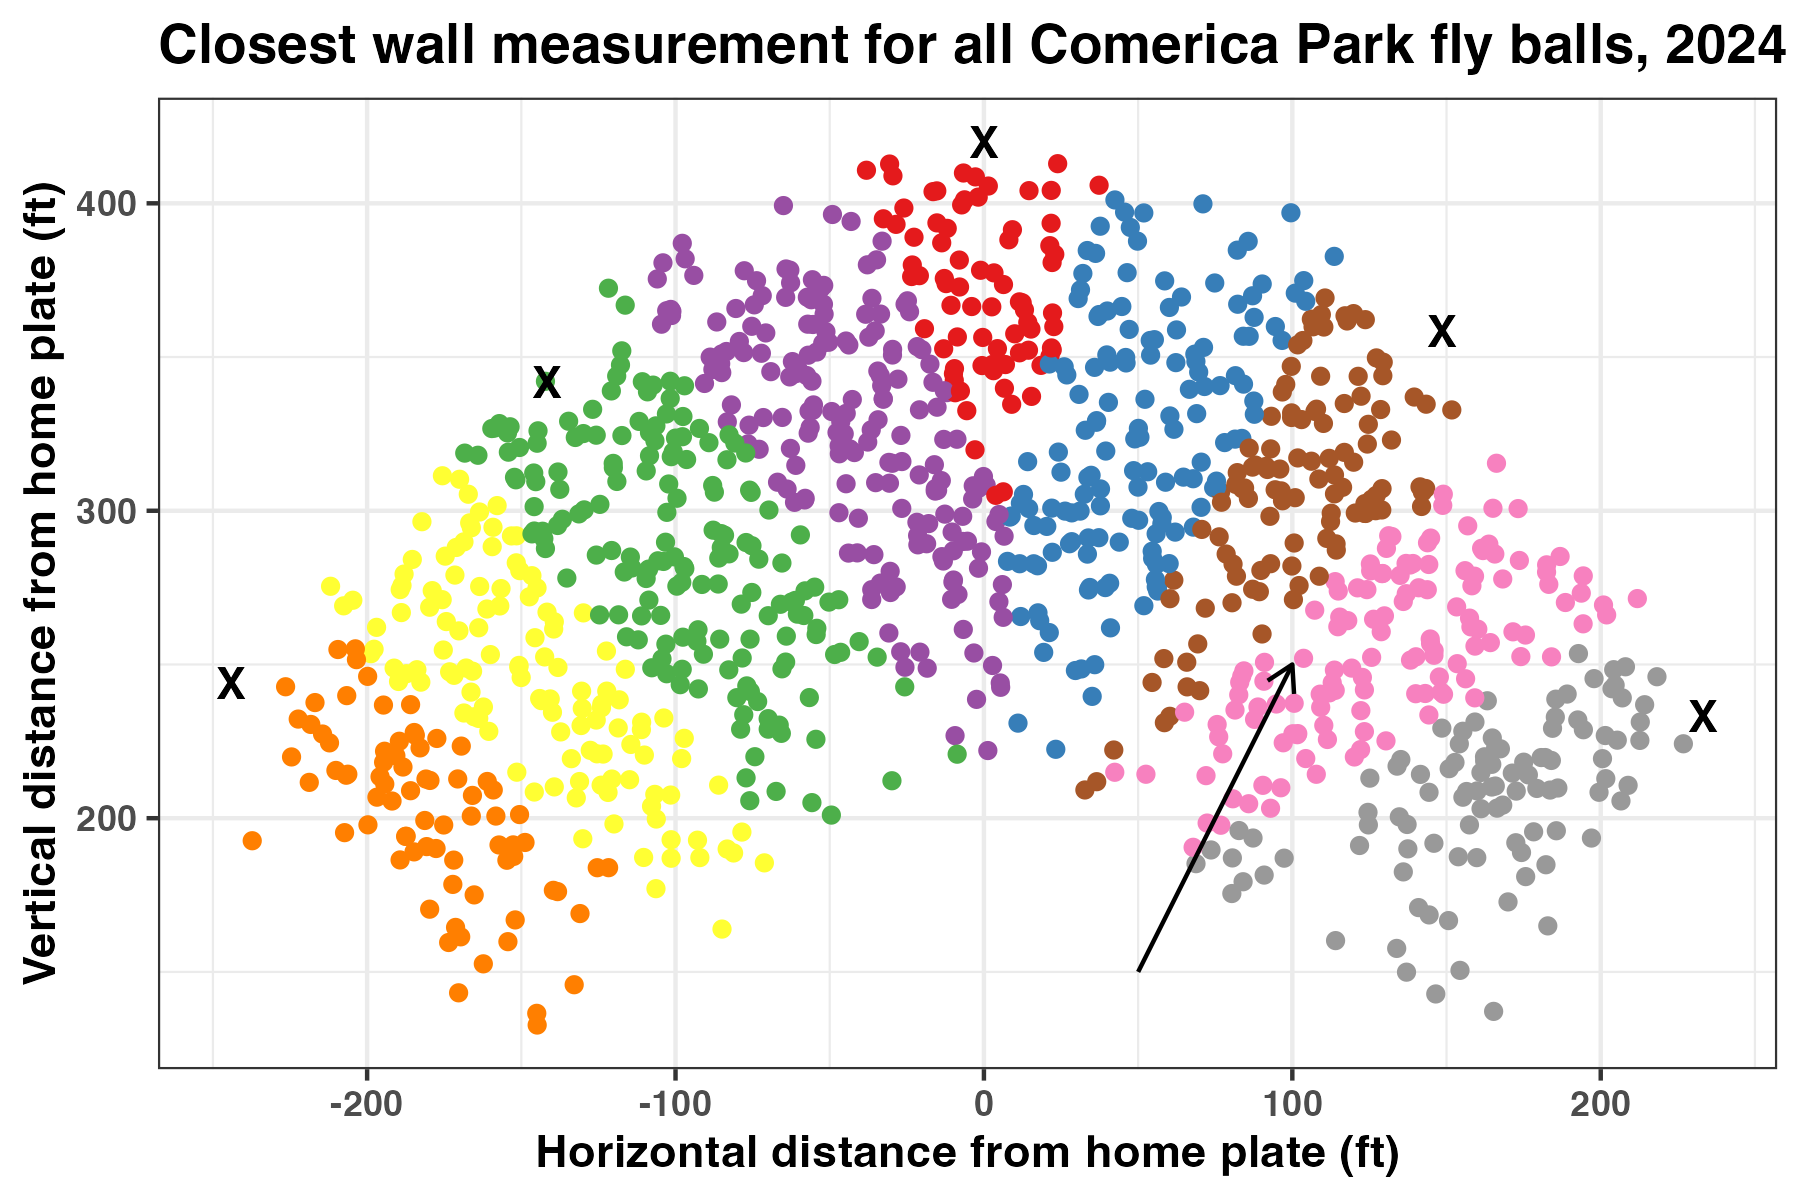 Closest wall measurement for all Comerica Park fly balls, 2024
Vertical distance from home plate (ft)
400
300
200
X
X
X
X
X
-200
-100
0
100
200
Horizontal distance from home plate (ft)